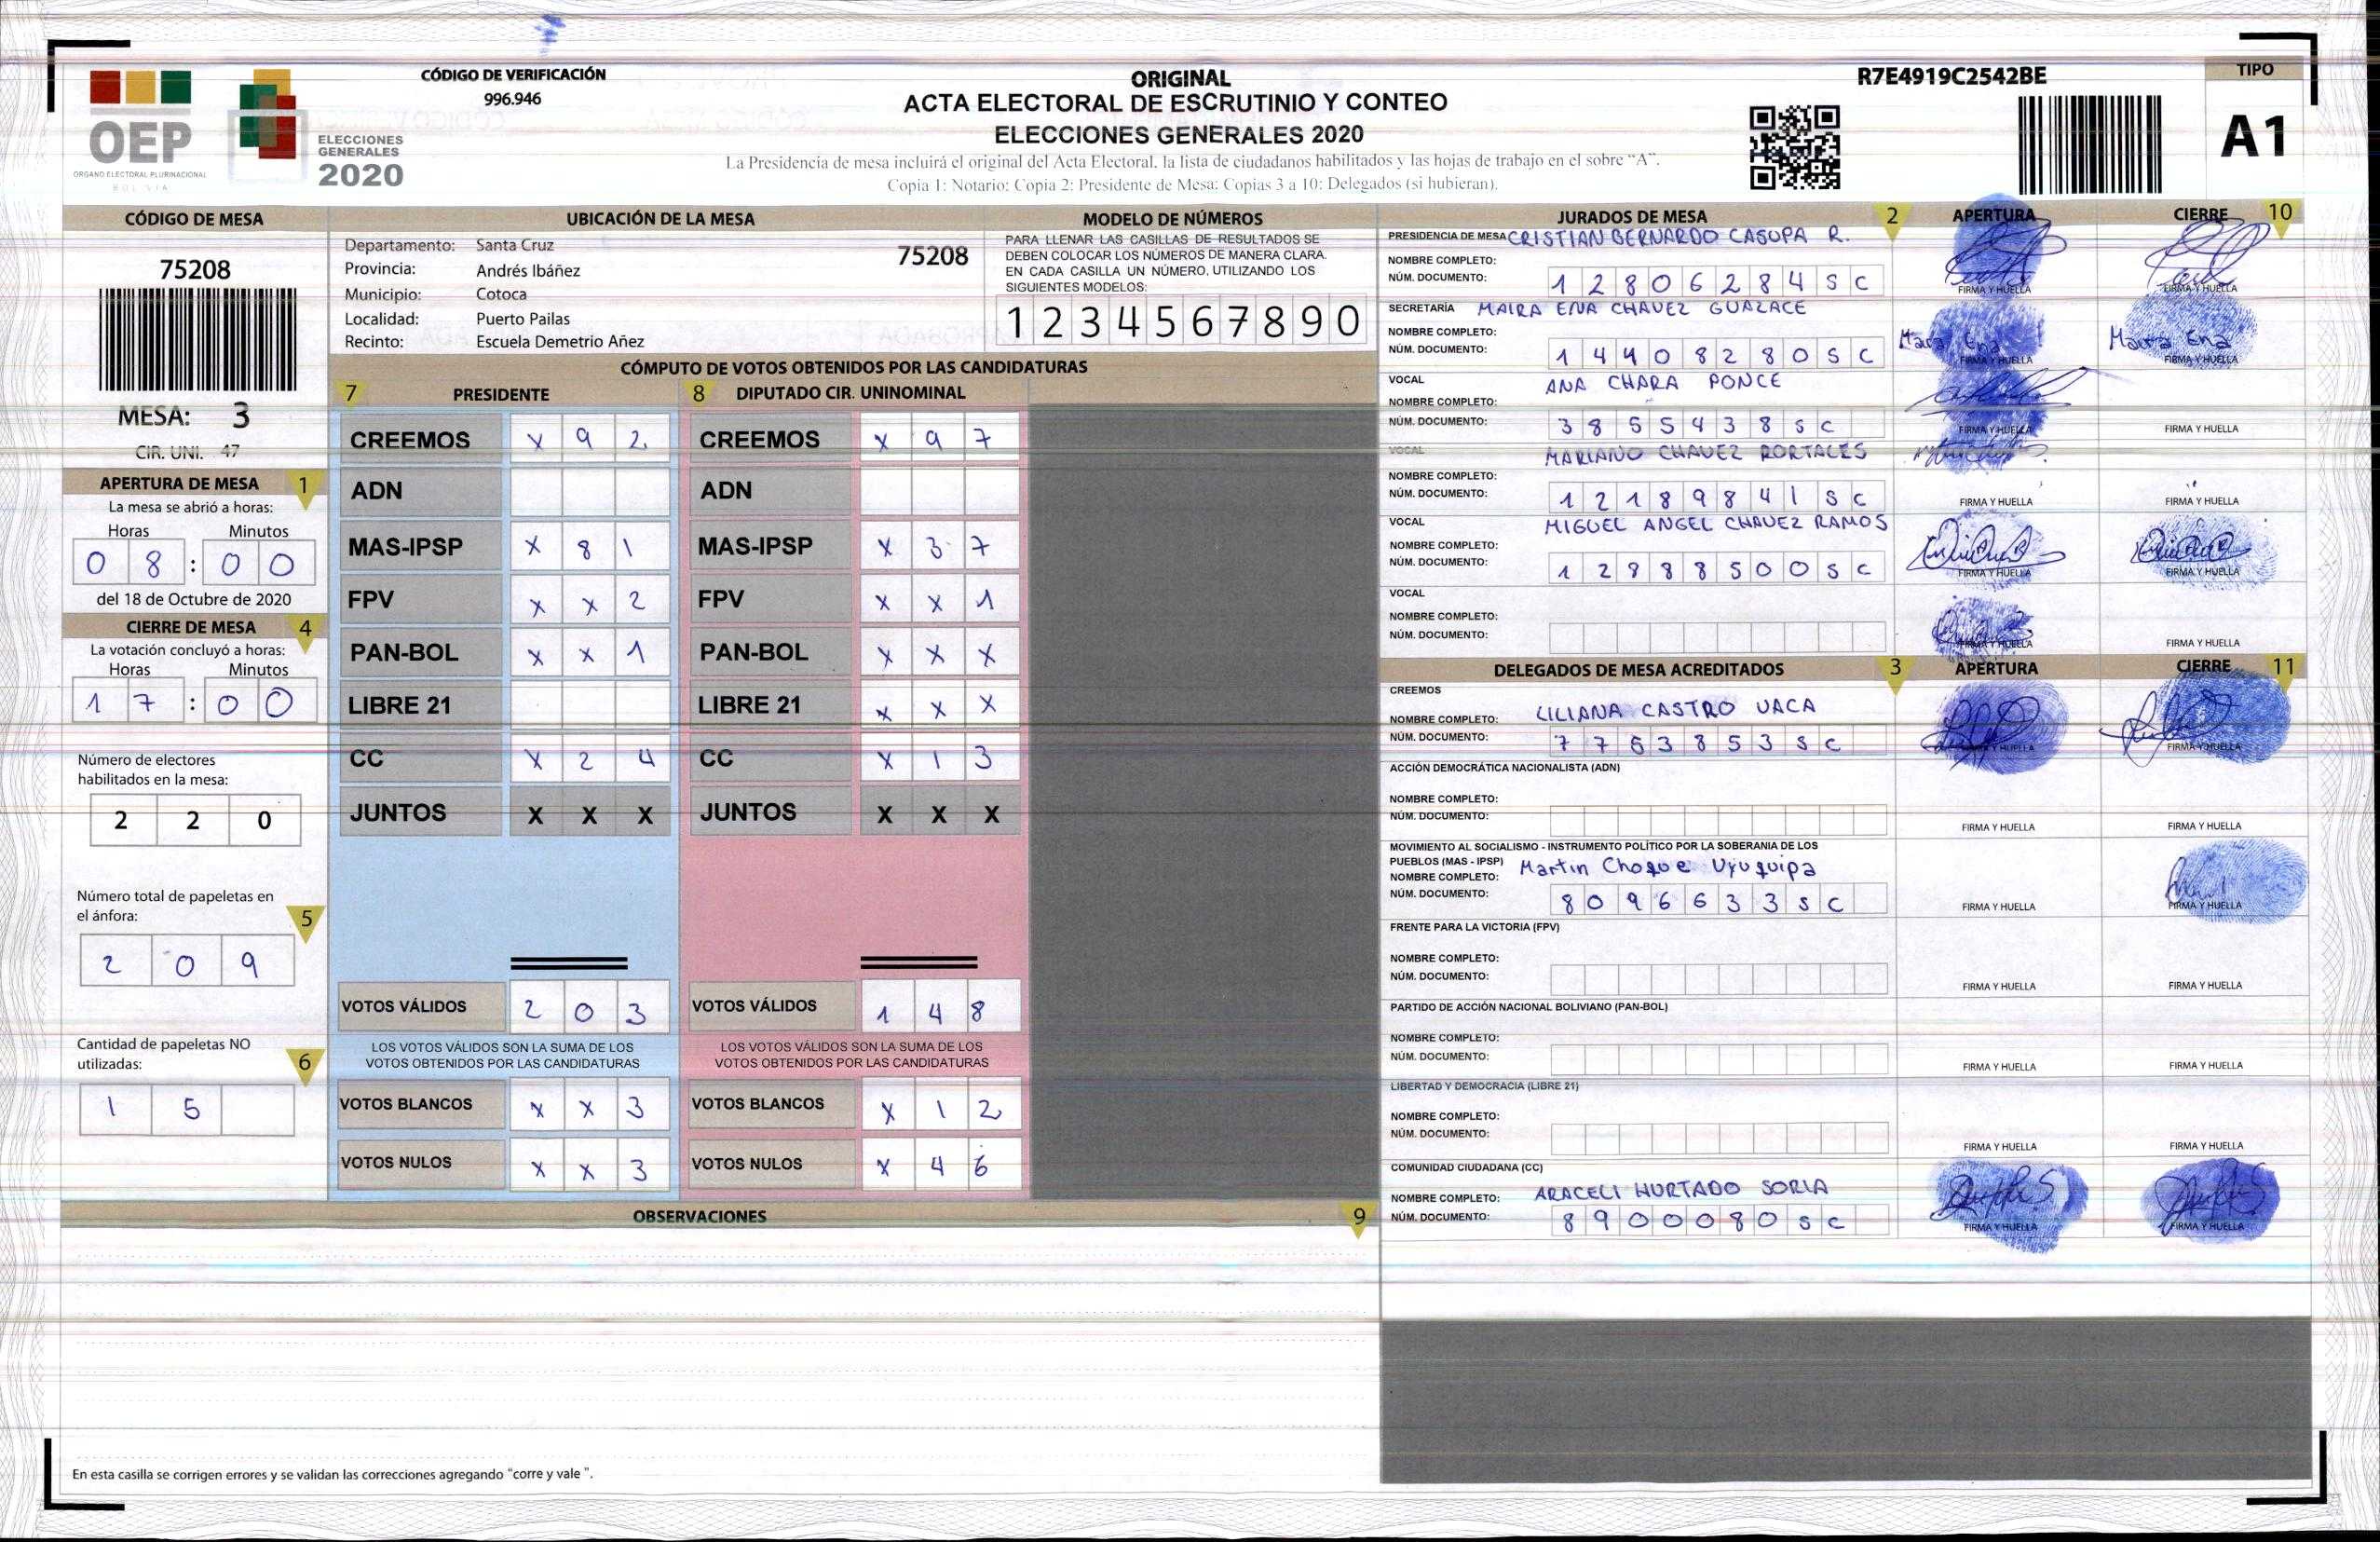 CÓDIGO DE VERIFICACIÓN
996.946
OEP
ORGANO ELECTORAL PLURINACIONAL
BOLIVIA
ELECCIONES
GENERALES
2020
ORIGINAL
ACTA ELECTORAL DE ESCRUTINIO Y CONTEO
ELECCIONES GENERALES 2020
La Presidencia de mesa incluirá el original del Acta Electoral, la lista de ciudadanos habilitados y las hojas de trabajo en el sobre “A”.
Copia 1: Notario; Copia 2: Presidente de Mesa; Copias 3 a 10: Delegados (si hubieran).
R7E4919C2542BE
TIPO
A1
CÓDIGO DE MESA
75208
MESA: 3
CIR. UNI. 47
APERTURA DE MESA 1
La mesa se abrió a horas:
Horas Minutos
0 8 : 0 0
del 18 de Octubre de 2020
CIERRE DE MESA 4
La votación concluyó a horas:
Horas Minutos
1 7 : 0 0
Número de electores
habilitados en la mesa:
2 2 0
Número total de papeletas en
el ánfora: 5
2 0 9
Cantidad de papeletas NO
utilizadas: 6
1 5
UBICACIÓN DE LA MESA
Departamento: Santa Cruz
75208
Provincia: Andrés Ibáñez
Municipio: Cotoca
Localidad: Puerto Pailas
Recinto: Escuela Demetrio Añez
MODELO DE NÚMEROS
PARA LLENAR LAS CASILLAS DE RESULTADOS SE
DEBEN COLOCAR LOS NÚMEROS DE MANERA CLARA.
EN CADA CASILLA UN NÚMERO, UTILIZANDO LOS
SIGUIENTES MODELOS:
1 2 3 4 5 6 7 8 9 0
CÓMPUTO DE VOTOS OBTENIDOS POR LAS CANDIDATURAS
7 PRESIDENTE
CREEMOS X 9 2
ADN
MAS-IPSP X 8 1
FPV X X 2
PAN-BOL X X 1
LIBRE 21
CC X 2 4
JUNTOS X X X
VOTOS VÁLIDOS 2 0 3
LOS VOTOS VÁLIDOS SON LA SUMA DE LOS
VOTOS OBTENIDOS POR LAS CANDIDATURAS
VOTOS BLANCOS X X 3
VOTOS NULOS X X 3
8 DIPUTADO CIR. UNINOMINAL
CREEMOS X 9 7
ADN
MAS-IPSP X 3 7
FPV X X 1
PAN-BOL X X X
LIBRE 21 X X X
CC X 1 3
JUNTOS X X X
VOTOS VÁLIDOS 1 4 8
LOS VOTOS VÁLIDOS SON LA SUMA DE LOS
VOTOS OBTENIDOS POR LAS CANDIDATURAS
VOTOS BLANCOS X 1 2
VOTOS NULOS X 4 6
OBSERVACIONES 9
En esta casilla se corrigen errores y se validan las correcciones agregando “corre y vale ”.
JURADOS DE MESA 2 APERTURA CIERRE 10
PRESIDENCIA DE MESA CRISTIAN BERNARDO CASUPA R.
NOMBRE COMPLETO:
NÚM. DOCUMENTO: 1 2 8 0 6 2 8 4 S C
FIRMA Y HUELLA FIRMA Y HUELLA
SECRETARÍA MAIRA ENA CHAVEZ GUAZACE
NOMBRE COMPLETO:
NÚM. DOCUMENTO: 1 4 4 0 8 2 8 0 S C
Maira Ena Maira Ena
FIRMA Y HUELLA FIRMA Y HUELLA
VOCAL ANA CHARA PONCE
NOMBRE COMPLETO:
NÚM. DOCUMENTO: 3 8 5 5 4 3 8 S C
FIRMA Y HUELLA FIRMA Y HUELLA
VOCAL MARIANO CHAVEZ PORTALES
NOMBRE COMPLETO:
NÚM. DOCUMENTO: 1 2 1 8 9 8 4 1 S C
FIRMA Y HUELLA FIRMA Y HUELLA
VOCAL MIGUEL ANGEL CHAVEZ RAMOS
NOMBRE COMPLETO:
NÚM. DOCUMENTO: 1 2 9 8 8 5 0 0 S C
FIRMA Y HUELLA FIRMA Y HUELLA
VOCAL
NOMBRE COMPLETO:
NÚM. DOCUMENTO:
FIRMA Y HUELLA FIRMA Y HUELLA
DELEGADOS DE MESA ACREDITADOS 3 APERTURA CIERRE 11
CREEMOS
NOMBRE COMPLETO: LILIANA CASTRO VACA
NÚM. DOCUMENTO: 7 7 6 3 8 5 3 S C
FIRMA Y HUELLA FIRMA Y HUELLA
ACCIÓN DEMOCRÁTICA NACIONALISTA (ADN)
NOMBRE COMPLETO:
NÚM. DOCUMENTO:
FIRMA Y HUELLA FIRMA Y HUELLA
MOVIMIENTO AL SOCIALISMO - INSTRUMENTO POLÍTICO POR LA SOBERANIA DE LOS
PUEBLOS (MAS - IPSP) Martin Choque Uruquipa
NOMBRE COMPLETO:
NÚM. DOCUMENTO: 8 0 9 6 6 3 3 S C
FIRMA Y HUELLA FIRMA Y HUELLA
FRENTE PARA LA VICTORIA (FPV)
NOMBRE COMPLETO:
NÚM. DOCUMENTO:
FIRMA Y HUELLA FIRMA Y HUELLA
PARTIDO DE ACCIÓN NACIONAL BOLIVIANO (PAN-BOL)
NOMBRE COMPLETO:
NÚM. DOCUMENTO:
FIRMA Y HUELLA FIRMA Y HUELLA
LIBERTAD Y DEMOCRACIA (LIBRE 21)
NOMBRE COMPLETO:
NÚM. DOCUMENTO:
FIRMA Y HUELLA FIRMA Y HUELLA
COMUNIDAD CIUDADANA (CC)
NOMBRE COMPLETO: ARACELI HURTADO SORIA
NÚM. DOCUMENTO: 8 9 0 0 0 8 0 S C
FIRMA Y HUELLA FIRMA Y HUELLA